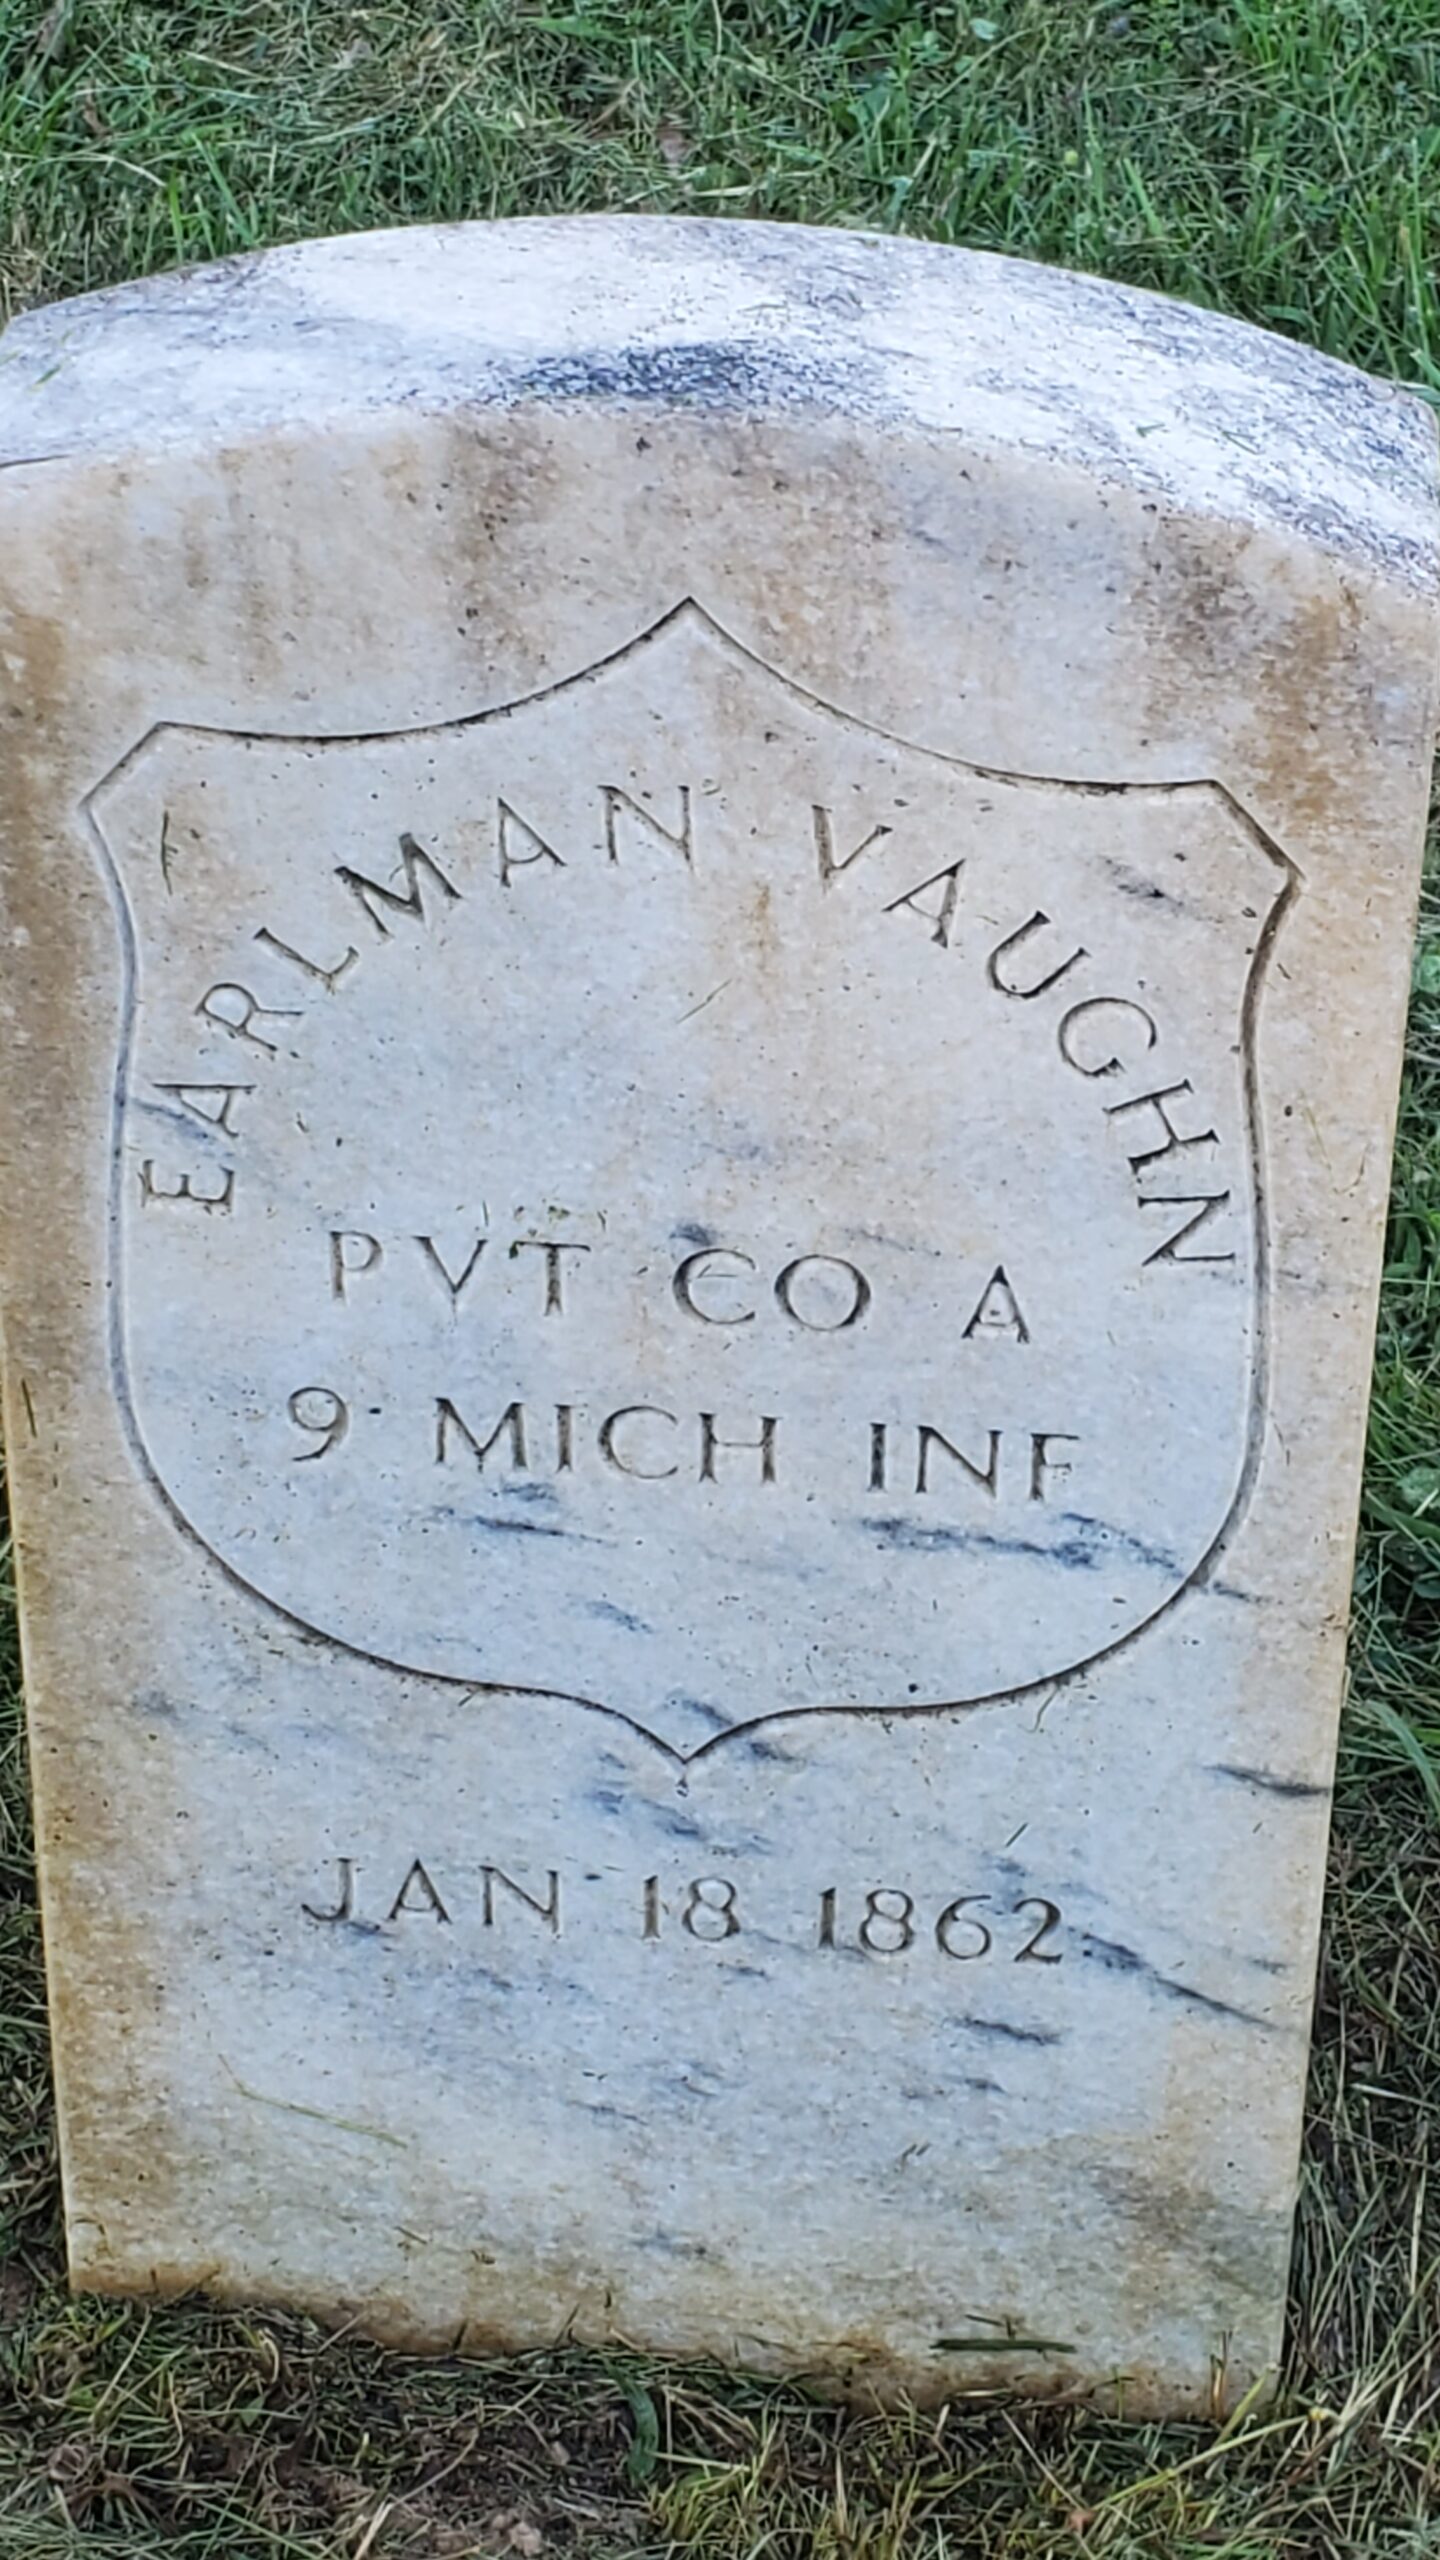 EARLMAN VAUGHN
PVT CO A
9 MICH INF
JAN 18 1862